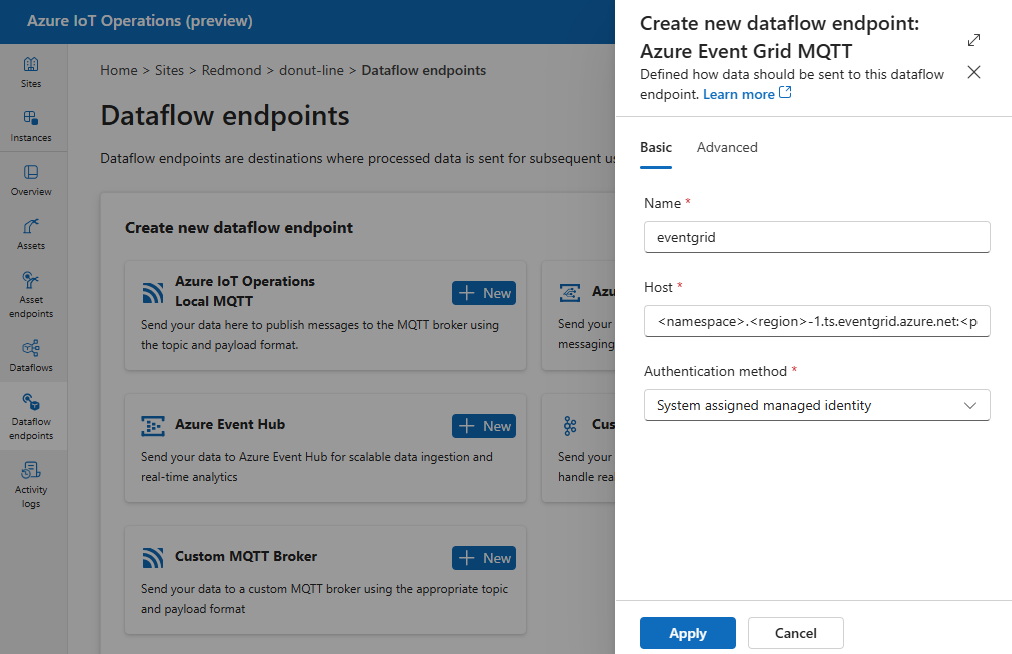 Azure IoT Operations (preview)
Sites
Instances
Overview
Assets
Asset
endpoints
Dataflows
Dataflow
endpoints
Activity
logs
Home > Sites > Redmond > donut-line > Dataflow endpoints
Dataflow endpoints
Dataflow endpoints are destinations where processed data is sent for subsequent
Create new dataflow endpoint
Azure IoT Operations
Local MQTT
New
Send your data here to publish messages to the MQTT broker using
the topic and payload format.
Send your
messaging
Azure Event Hub
New
Send your data to Azure Event Hub for scalable data ingestion and
real-time analytics
Send your
Custom MQTT Broker
New
Send your data to a custom MQTT broker using the appropriate topic
and payload format
Create new dataflow endpoint:
Azure Event Grid MQTT
Defined how data should be sent to this dataflow
endpoint. Learn more
Basic Advanced
Name *
eventgrid
Host *
<namespace>.<region>-1.ts.eventgrid.azure.net:<p
Authentication method *
System assigned managed identity
Apply Cancel